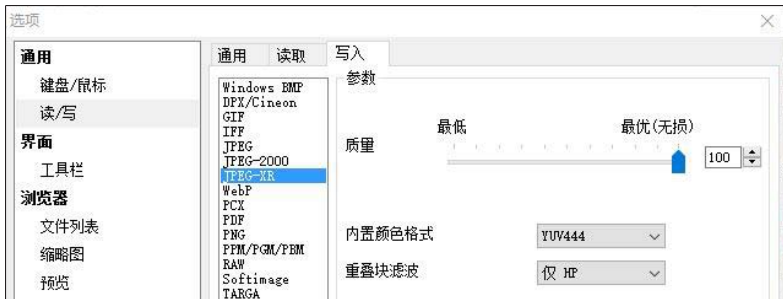 选项
通用
键盘/鼠标
读/写
界面
工具栏
浏览器
文件列表
缩略图
预览
通用 读取 写入
Windows BMP
DPX/Cineon
GIF
IFF
JPEG
JPEG-2000
JPEG-XR
WebP
PCX
PDF
PNG
PPM/PGM/PBM
RAW
Softimage
TARGA
参数
最低 最优(无损)
质量 100
内置颜色格式 YUV444
重叠块滤波 仅 HP